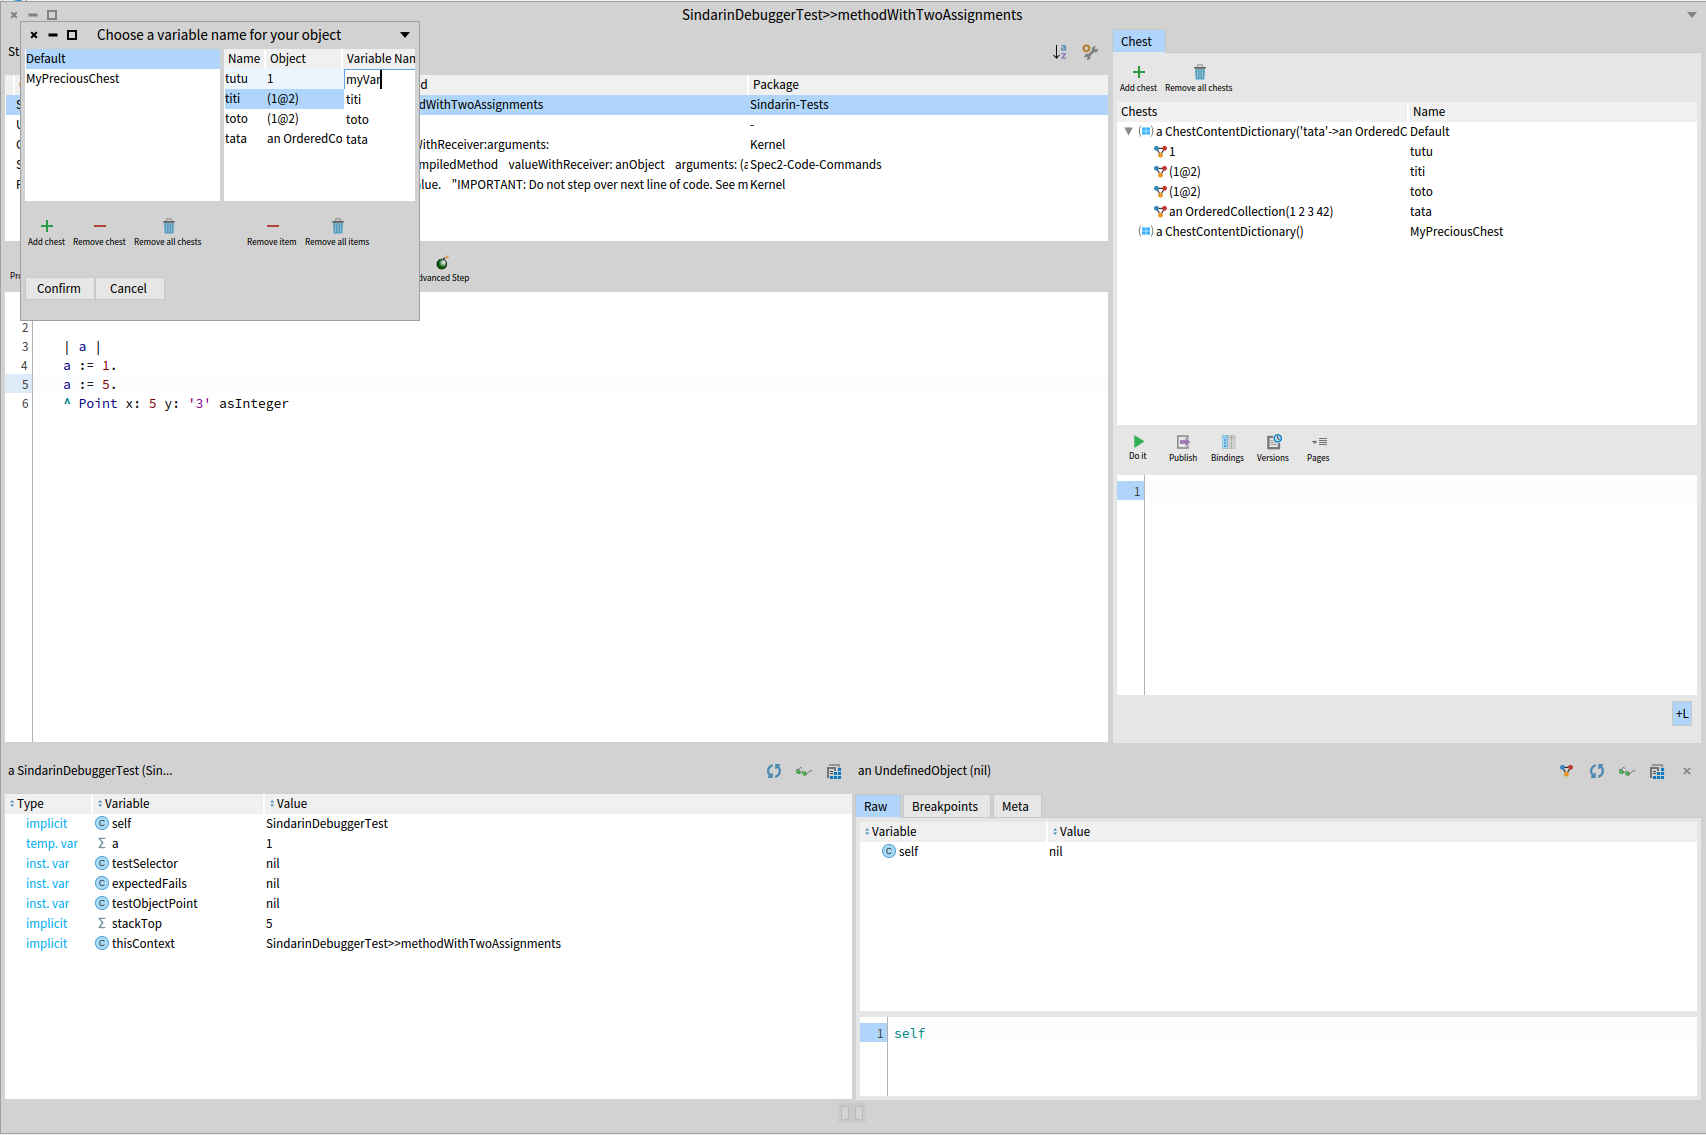 SindarinDebuggerTest>>methodWithTwoAssignments
Choose a variable name for your object
St
Default
MyPreciousChest
Name Object Variable Nan
tutu 1 myVar
titi (1@2) titi
toto (1@2) toto
tata an OrderedCo tata
Add chest Remove chest Remove all chests Remove item Remove all items
Confirm Cancel
d Package
dWithTwoAssignments Sindarin-Tests
-
VithReceiver:arguments: Kernel
mpiledMethod valueWithReceiver: anObject arguments: (a Spec2-Code-Commands
lue. "IMPORTANT: Do not step over next line of code. See m Kernel
Pr
dvanced Step
2
3 | a |
4 a := 1.
5 a := 5.
6 ^ Point x: 5 y: '3' asInteger
Chest
Add chest Remove all chests
Chests Name
a ChestContentDictionary('tata'->an OrderedC Default
1 tutu
(1@2) titi
(1@2) toto
an OrderedCollection(1 2 3 42) tata
a ChestContentDictionary() MyPreciousChest
Do it Publish Bindings Versions Pages
1
+L
a SindarinDebuggerTest (Sin...
Type Variable Value
implicit self SindarinDebuggerTest
temp. var a 1
inst. var testSelector nil
inst. var expectedFails nil
inst. var testObjectPoint nil
implicit stackTop 5
implicit thisContext SindarinDebuggerTest>>methodWithTwoAssignments
an UndefinedObject (nil)
Raw Breakpoints Meta
Variable Value
self nil
1 self